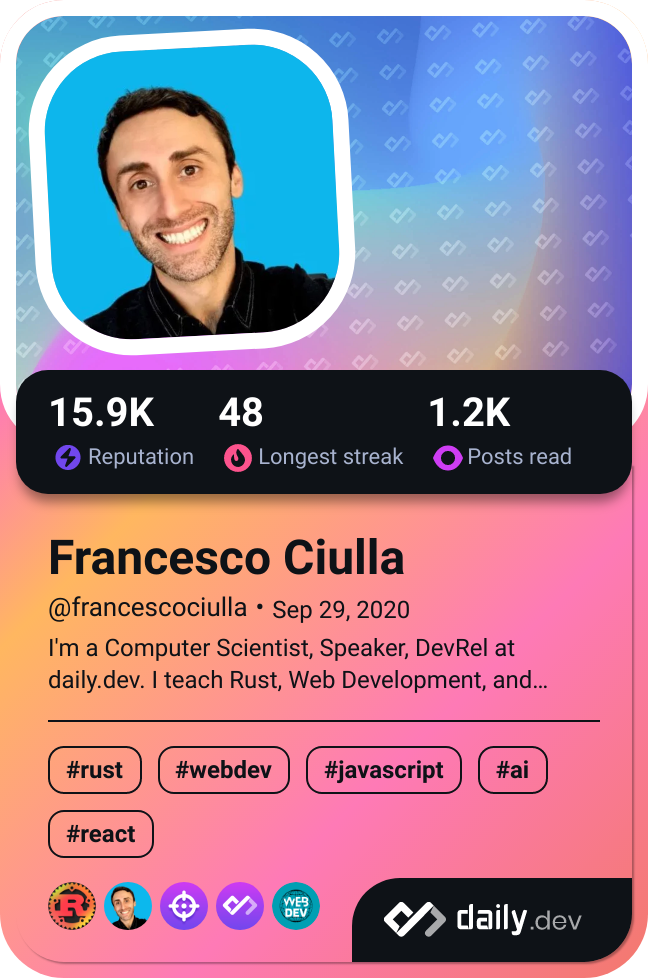 15.9K 48 1.2K
Reputation Longest streak Posts read
Francesco Ciulla
@francescociulla • Sep 29, 2020
I'm a Computer Scientist, Speaker, DevRel at
daily.dev. I teach Rust, Web Development, and…
#rust #webdev #javascript #ai
#react
R
WEB
DEV
daily.dev